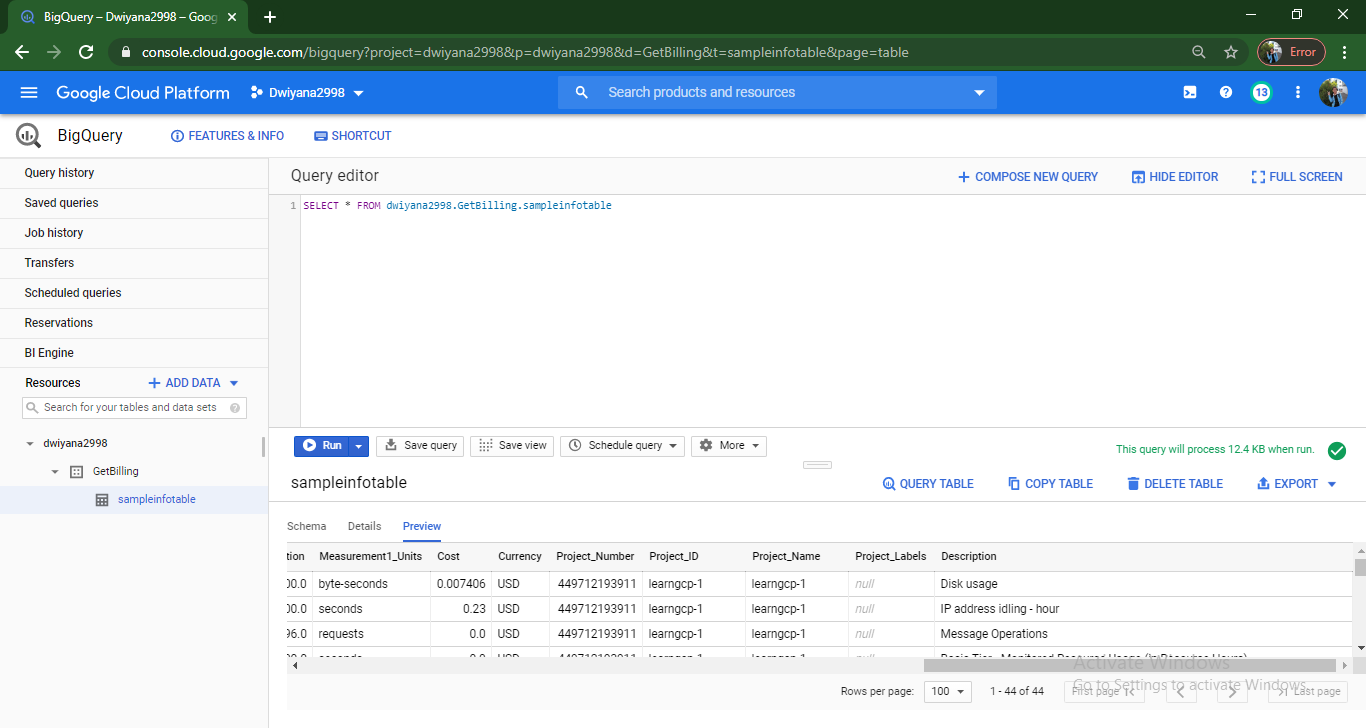 BigQuery – Dwiyana2998 – Goog
console.cloud.google.com/bigquery?project=dwiyana2998&p=dwiyana2998&d=GetBilling&t=sampleinfotable&page=table
Error
Google Cloud Platform
Dwiyana2998
Search products and resources
13
BigQuery
FEATURES & INFO
SHORTCUT
Query history
Saved queries
Job history
Transfers
Scheduled queries
Reservations
BI Engine
Resources
ADD DATA
Search for your tables and data sets
dwiyana2998
GetBilling
sampleinfotable
Query editor
COMPOSE NEW QUERY
HIDE EDITOR
FULL SCREEN
1 SELECT * FROM dwiyana2998.GetBilling.sampleinfotable
Run
Save query
Save view
Schedule query
More
This query will process 12.4 KB when run.
sampleinfotable
QUERY TABLE
COPY TABLE
DELETE TABLE
EXPORT
Schema Details Preview
tion Measurement1_Units Cost Currency Project_Number Project_ID Project_Name Project_Labels Description
00.0 byte-seconds 0.007406 USD 449712193911 learngcp-1 learngcp-1 null Disk usage
00.0 seconds 0.23 USD 449712193911 learngcp-1 learngcp-1 null IP address idling - hour
96.0 requests 0.0 USD 449712193911 learngcp-1 learngcp-1 null Message Operations
Rows per page: 100 1 - 44 of 44 First page Last page
Activate Windows
Go to Settings to activate Windows.